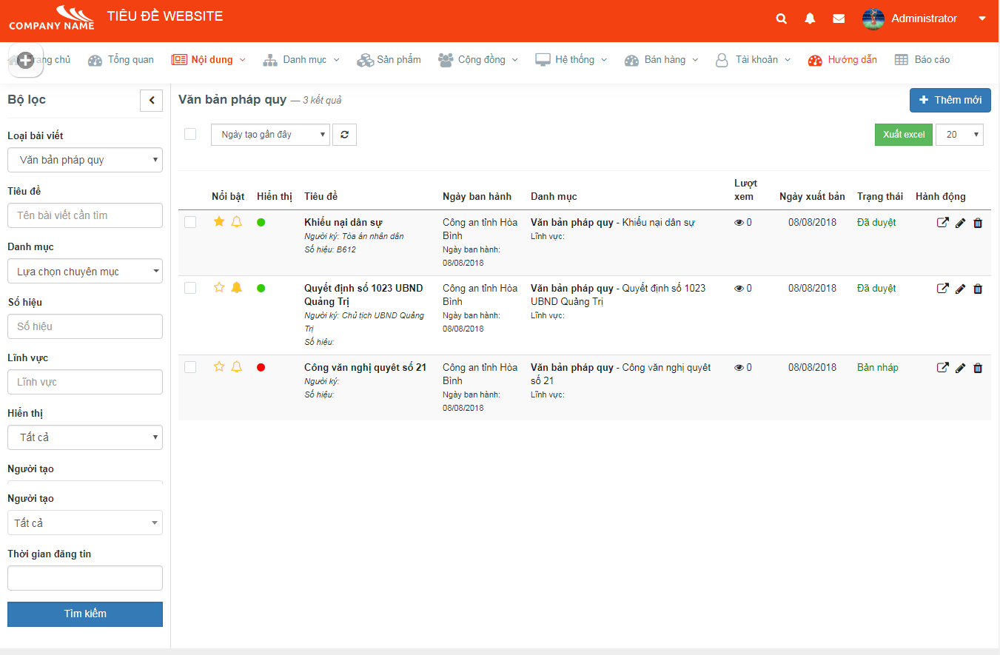 COMPANY NAME
TIÊU ĐỀ WEBSITE
Administrator
ang chủ
Tổng quan
Nội dung
Danh mục
Sản phẩm
Cộng đồng
Hệ thống
Bán hàng
Tài khoản
Hướng dẫn
Báo cáo
Bộ lọc
Loại bài viết
Văn bản pháp quy
Tiêu đề
Tên bài viết cần tìm
Danh mục
Lựa chọn chuyên mục
Số hiệu
Số hiệu
Lĩnh vực
Lĩnh vực
Hiển thị
Tất cả
Người tạo
Người tạo
Tất cả
Thời gian đăng tin
Tìm kiếm
Văn bản pháp quy — 3 kết quả
Thêm mới
Ngày tạo gần đây
Xuất excel
20
Nổi bật Hiển thị Tiêu đề Ngày ban hành Danh mục Lượt xem Ngày xuất bản Trạng thái Hành động
Khiếu nại dân sự
Người ký: Tòa án nhân dân
Số hiệu: B612
Công an tỉnh Hòa
Bình
Ngày ban hành:
08/08/2018
Văn bản pháp quy - Khiếu nại dân sự
Lĩnh vực:
0
08/08/2018
Đã duyệt
Quyết định số 1023 UBND
Quảng Trị
Người ký: Chủ tịch UBND Quảng
Trị
Số hiệu:
Công an tỉnh Hòa
Bình
Ngày ban hành:
08/08/2018
Văn bản pháp quy - Quyết định số 1023
UBND Quảng Trị
Lĩnh vực:
0
08/08/2018
Đã duyệt
Công văn nghị quyêt số 21
Người ký:
Số hiệu:
Công an tỉnh Hòa
Bình
Ngày ban hành:
08/08/2018
Văn bản pháp quy - Công văn nghị quyêt
số 21
Lĩnh vực:
0
08/08/2018
Bản nháp